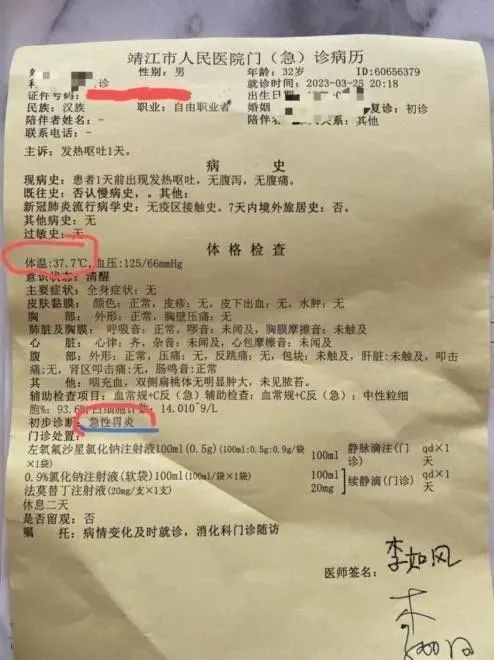 靖江市人民医院门（急）诊病历
性别：男 年龄：32岁 ID:60656379
诊 就诊时间：2023-03-25 20:18
证件号码： 出生日
民族：汉族 职业：自由职业者 婚姻 复诊：初诊
陪伴者姓名：- 关系：其他
联系电话：-
主诉：发热呕吐1天。
病 史
现病史：患者1天前出现发热呕吐，无腹泻，无腹痛。
既往史：否认慢病史，。其他：
新冠肺炎流行病学史：无疫区接触史。7天内境外旅居史：否。
其他病史：无
过敏史：无
体格检查
体温:37.7℃,血压:125/66mmHg
意识状态：清醒
主要症状：全身症状：无
皮肤黏膜： 颜色：正常，皮疹：无，皮下出血：无，水肿：无
胸 部： 外形：正常，胸壁压痛：无
肺脏及胸膜： 呼吸音：正常，啰音：未闻及，胸膜摩擦音：未触及
心 脏： 心律：齐，杂音：未闻及，心包摩擦音：未闻及
腹 部：外形：正常，压痛：无，反跳痛：无，包块：未触及，肝脏:未触及，叩击
痛:无，肾区叩击痛:无，肠鸣音:正常
其 他：咽充血，双侧扁桃体无明显肿大，未见脓苔。
辅助检查项目：血常规+C反（急）辅助检查：血常规+C反（急）：中性粒细
胞%：93.6% 白细胞计数：14.010^9/L
初步诊断：急性胃炎
门诊处置：
左氧氟沙星氯化钠注射液100ml(0.5g)(100ml:0.5g:0.9g/袋×1袋) 100ml 静脉滴注（门诊） qd×1天
0.9%氯化钠注射液（软袋）100ml(100ml/袋×1袋) 100ml 续静滴（门诊） qd×1天
法莫替丁注射液(20mg/支×1支) 20mg
休息二天
是否留观：否
嘱 托：病情变化及时就诊，消化科门诊随访
医师签名： 李如风